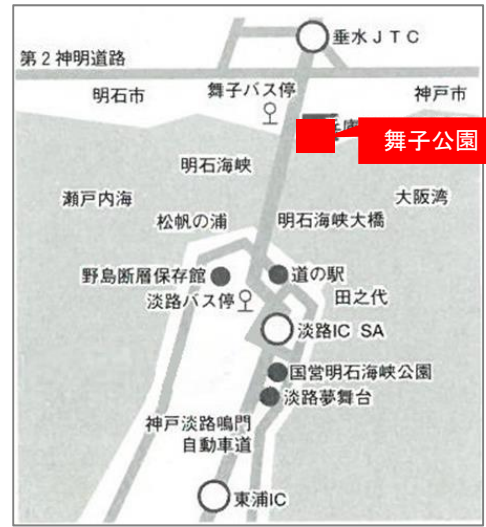 垂水ＪＴＣ
第２神明道路
明石市
舞子バス停
神戸市
舞子公園
明石海峡
瀬戸内海
大阪湾
松帆の浦
明石海峡大橋
野島断層保存館
道の駅
淡路バス停
田之代
淡路IC SA
国営明石海峡公園
淡路夢舞台
神戸淡路鳴門
自動車道
東浦IC